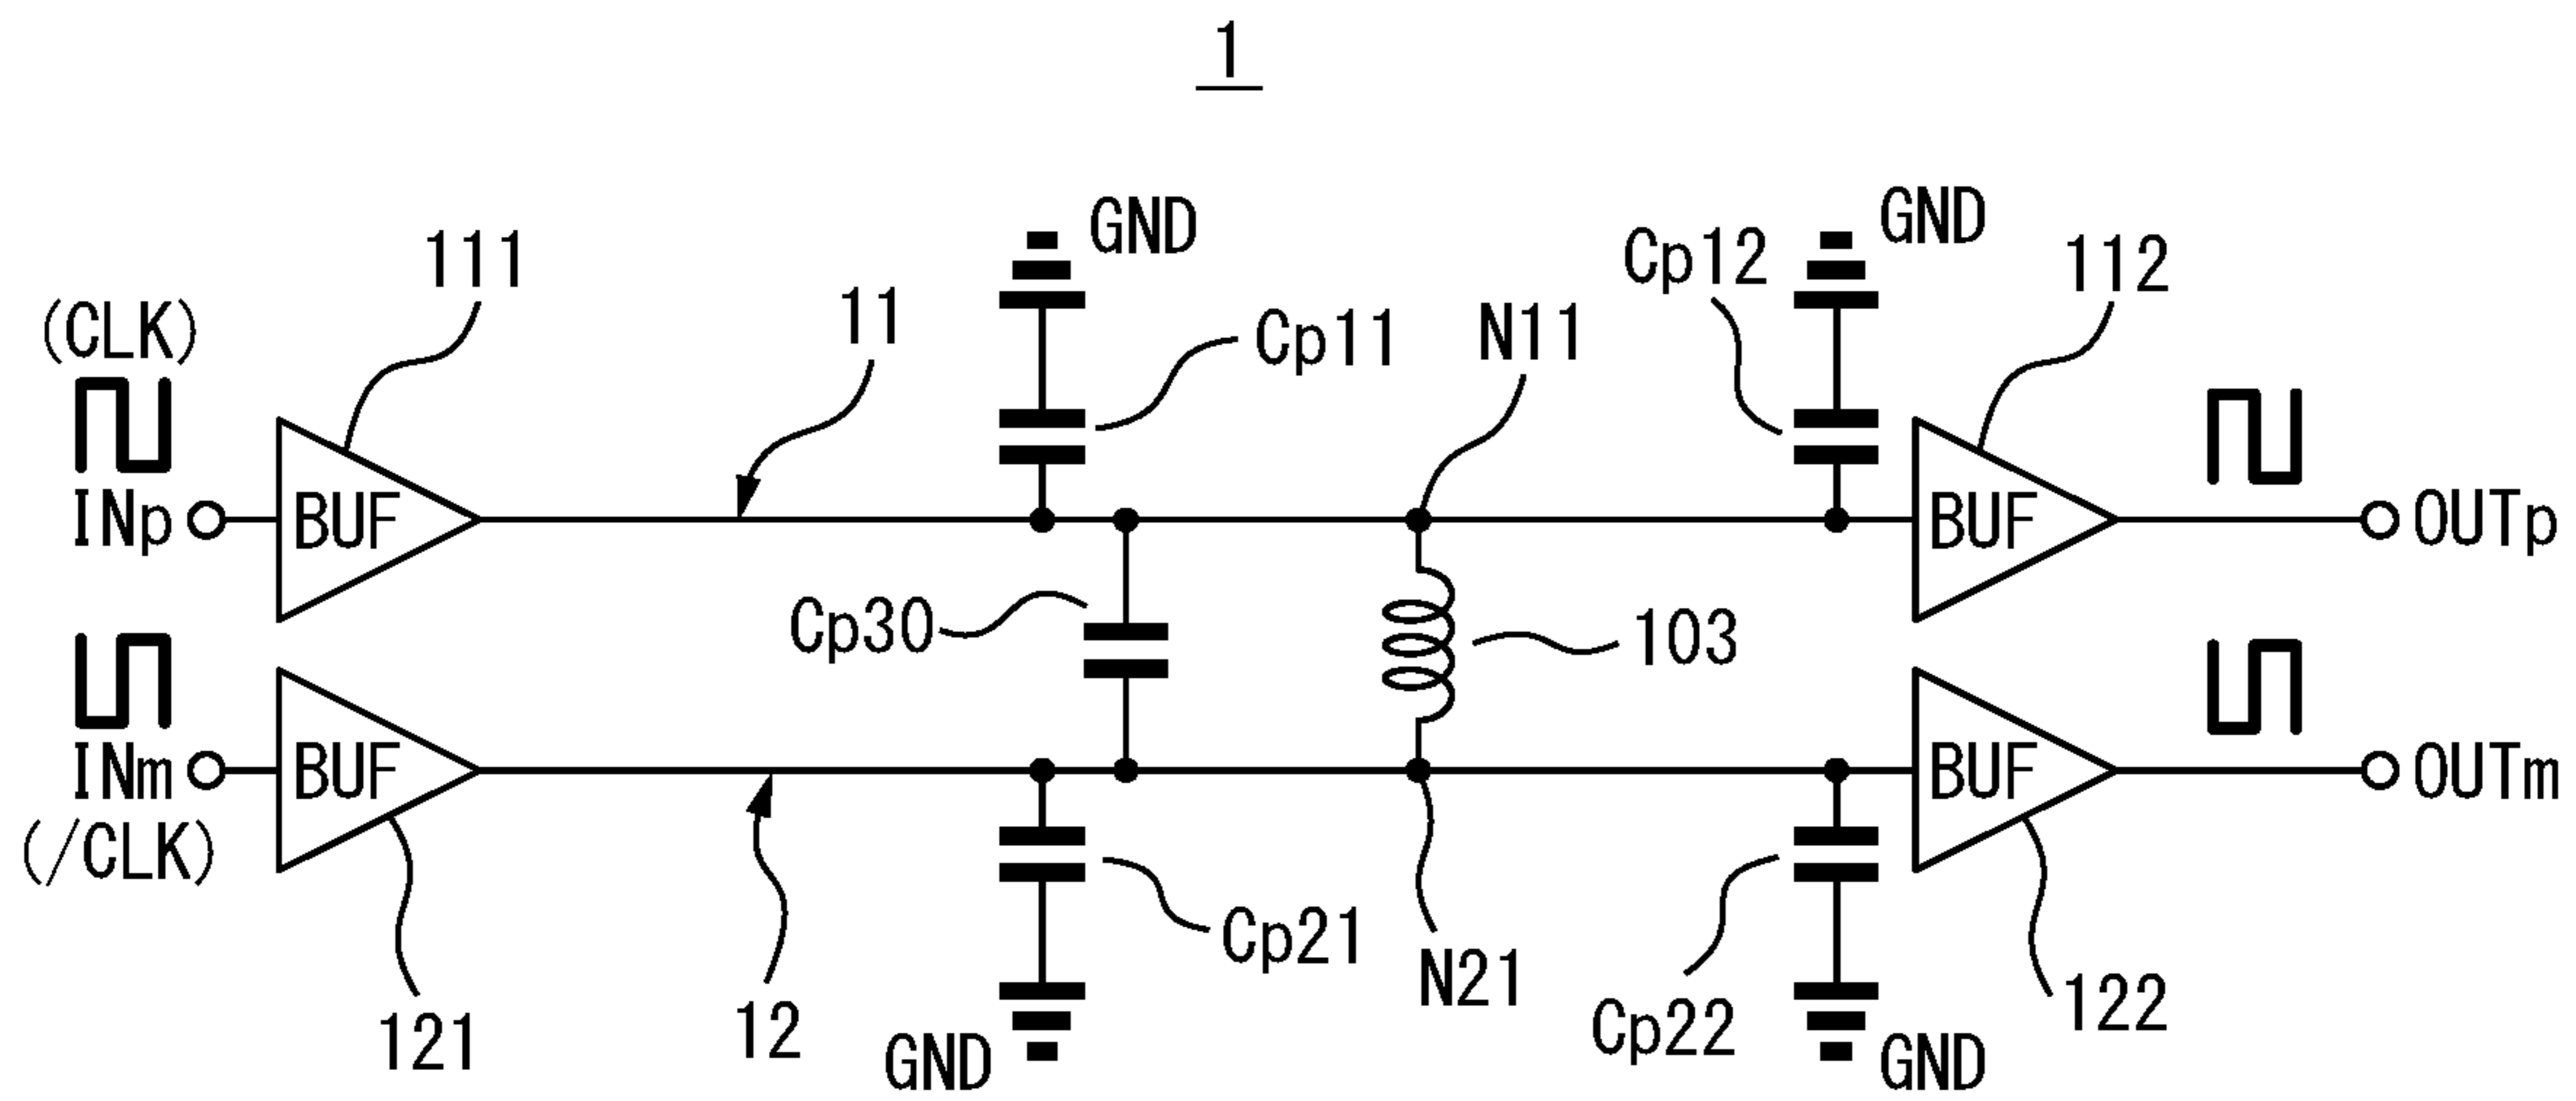 1
GND
GND
Cp12
112
111
11
(CLK)
Cp11
N11
INp
BUF
BUF
OUTp
Cp30
103
INm
BUF
BUF
OUTm
(/CLK)
Cp21
N21
Cp22
122
121
12
GND
GND